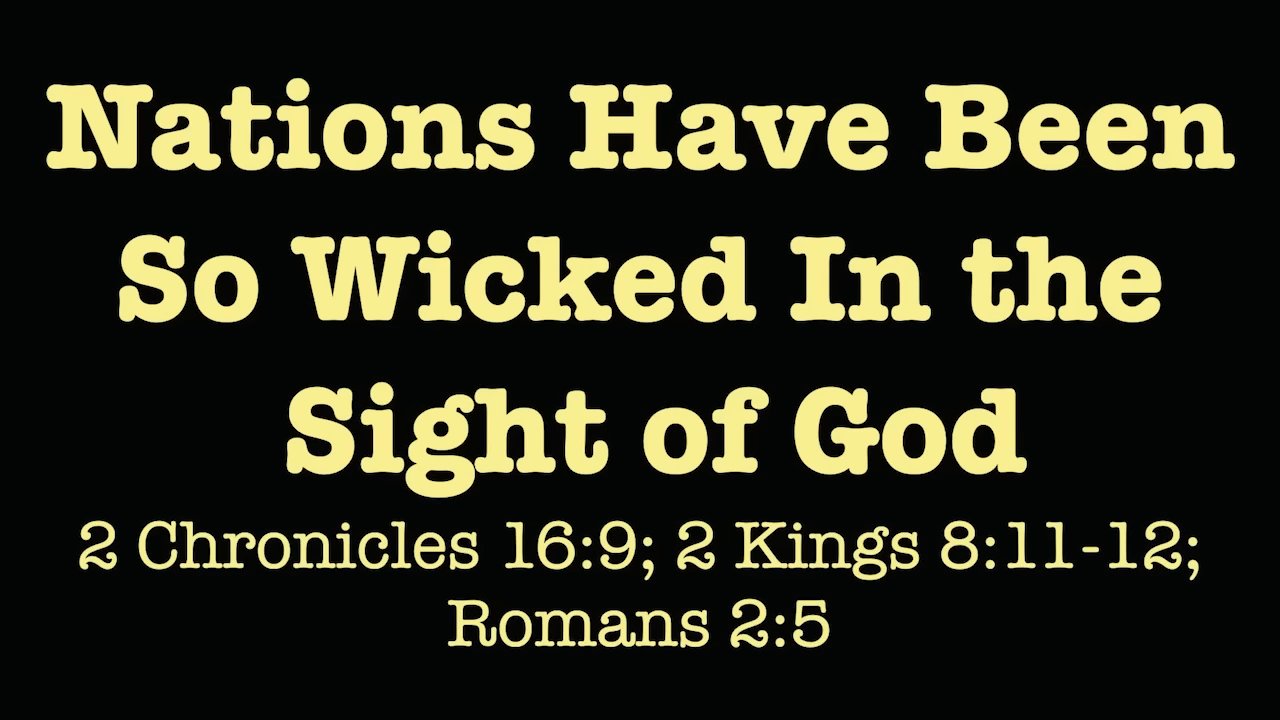 Nations Have Been
So Wicked In the
Sight of God
2 Chronicles 16:9; 2 Kings 8:11-12;
Romans 2:5